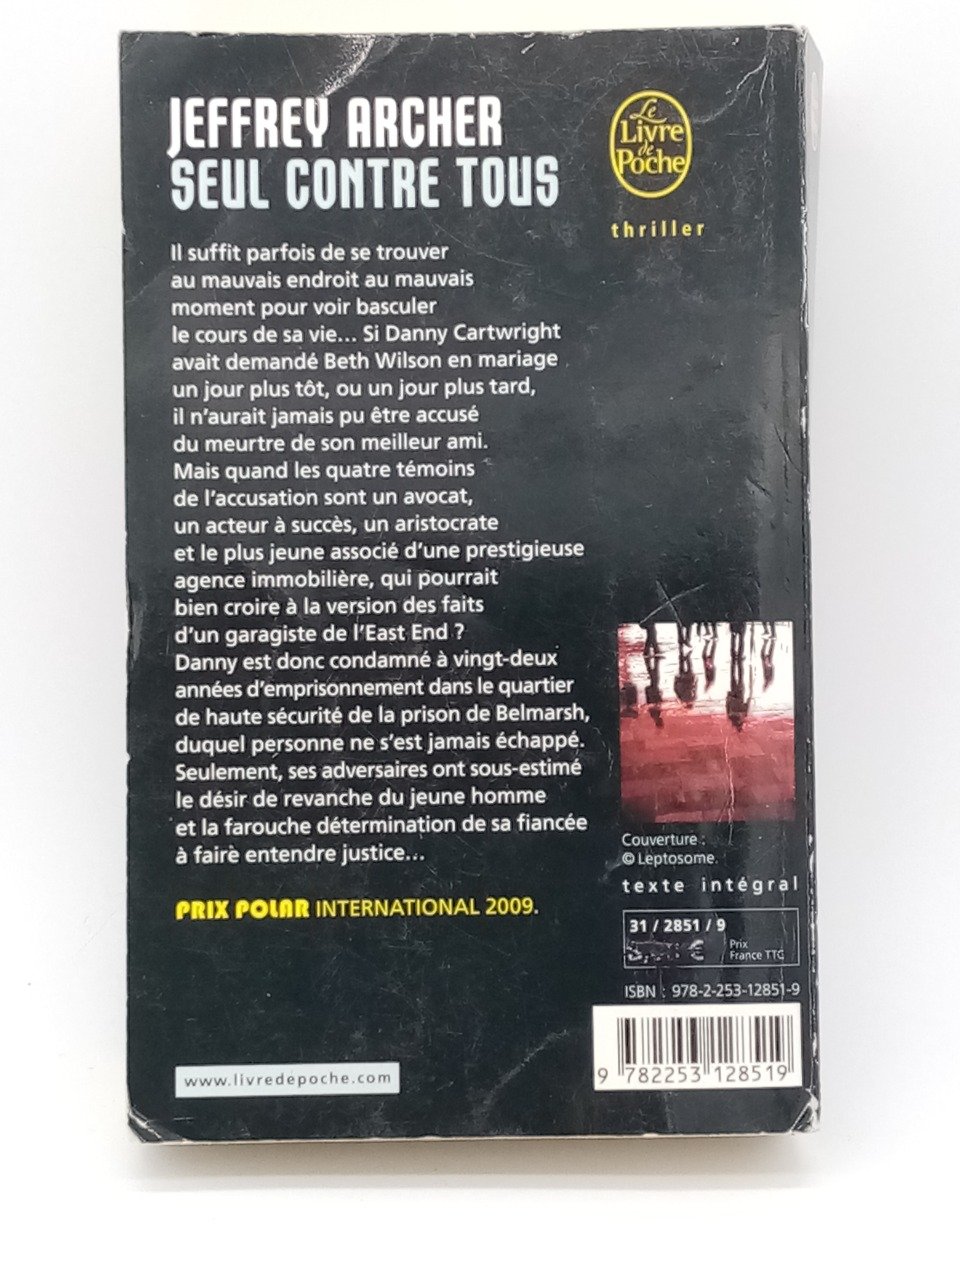 JEFFREY ARCHER
SEUL CONTRE TOUS
Le
Livre
de
Poche
thriller
Il suffit parfois de se trouver
au mauvais endroit au mauvais
moment pour voir basculer
le cours de sa vie... Si Danny Cartwright
avait demandé Beth Wilson en mariage
un jour plus tôt, ou un jour plus tard,
il n'aurait jamais pu être accusé
du meurtre de son meilleur ami.
Mais quand les quatre témoins
de l'accusation sont un avocat,
un acteur à succès, un aristocrate
et le plus jeune associé d'une prestigieuse
agence immobilière, qui pourrait
bien croire à la version des faits
d'un garagiste de l'East End ?
Danny est donc condamné à vingt-deux
années d'emprisonnement dans le quartier
de haute sécurité de la prison de Belmarsh,
duquel personne ne s'est jamais échappé.
Seulement, ses adversaires ont sous-estimé
le désir de revanche du jeune homme
et la farouche détermination de sa fiancée
à faire entendre justice...
PRIX POLAR INTERNATIONAL 2009.
Couverture :
© Leptosome.
texte intégral
31 / 2851 / 9
€
Prix
France TTC
ISBN : 978-2-253-12851-9
9 782253 128519
www.livredepoche.com